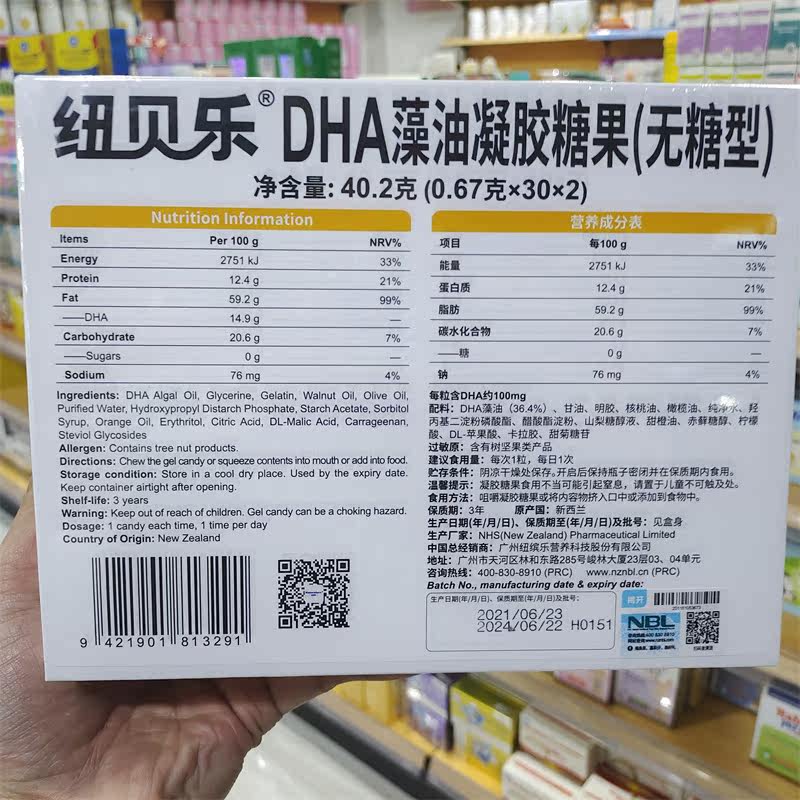 纽贝乐® DHA藻油凝胶糖果(无糖型)
净含量: 40.2克 (0.67克×30×2)
Nutrition Information
Items Per 100 g NRV%
Energy 2751 kJ 33%
Protein 12.4 g 21%
Fat 59.2 g 99%
——DHA 14.9 g —
Carbohydrate 20.6 g 7%
——Sugars 0 g —
Sodium 76 mg 4%
Ingredients: DHA Algal Oil, Glycerine, Gelatin, Walnut Oil, Olive Oil,
Purified Water, Hydroxypropyl Distarch Phosphate, Starch Acetate, Sorbitol
Syrup, Orange Oil, Erythritol, Citric Acid, DL-Malic Acid, Carrageenan,
Steviol Glycosides
Allergen: Contains tree nut products.
Directions: Chew the gel candy or squeeze contents into mouth or add into food.
Storage condition: Store in a cool dry place. Used by the expiry date.
Keep container airtight after opening.
Shelf-life: 3 years
Warning: Keep out of reach of children. Gel candy can be a choking hazard.
Dosage: 1 candy each time, 1 time per day
Country of Origin: New Zealand
9 421901 813291
营养成分表
项目 每100 g NRV%
能量 2751 kJ 33%
蛋白质 12.4 g 21%
脂肪 59.2 g 99%
碳水化合物 20.6 g 7%
——糖 0 g —
钠 76 mg 4%
每粒含DHA约100mg
配料: DHA藻油（36.4%）、甘油、明胶、核桃油、橄榄油、纯净水、羟
丙基二淀粉磷酸酯、醋酸酯淀粉、山梨糖醇液、甜橙油、赤藓糖醇、柠檬
酸、DL-苹果酸、卡拉胶、甜菊糖苷
过敏原: 含有树坚果类产品
建议食用量: 每次1粒，每日1次
贮存条件: 阴凉干燥处保存。开启后保持瓶子密闭并在保质期内食用。
温馨提示: 凝胶糖果食用不当可能引起窒息，请置于儿童不可触及处。
食用方法: 咀嚼凝胶糖果或将内容物挤入口中或添加到食物中。
保质期: 3年 原产国: 新西兰
生产日期(年/月/日)、保质期至(年/月/日)及批号: 见盒身
生产厂家: NHS(New Zealand) Pharmaceutical Limited
中国总经销商: 广州纽缤乐营养科技股份有限公司
地址: 广州市天河区林和东路285号峻林大厦23层03、04单元
咨询热线: 400-830-8910 (PRC) www.nznbl.cn (PRC)
Batch No., manufacturing date & expiry date:
生产日期(年/月/日)、保质期至(年/月/日)及批号:
2021/06/23
2024/06/22 H0151
揭开
NBL